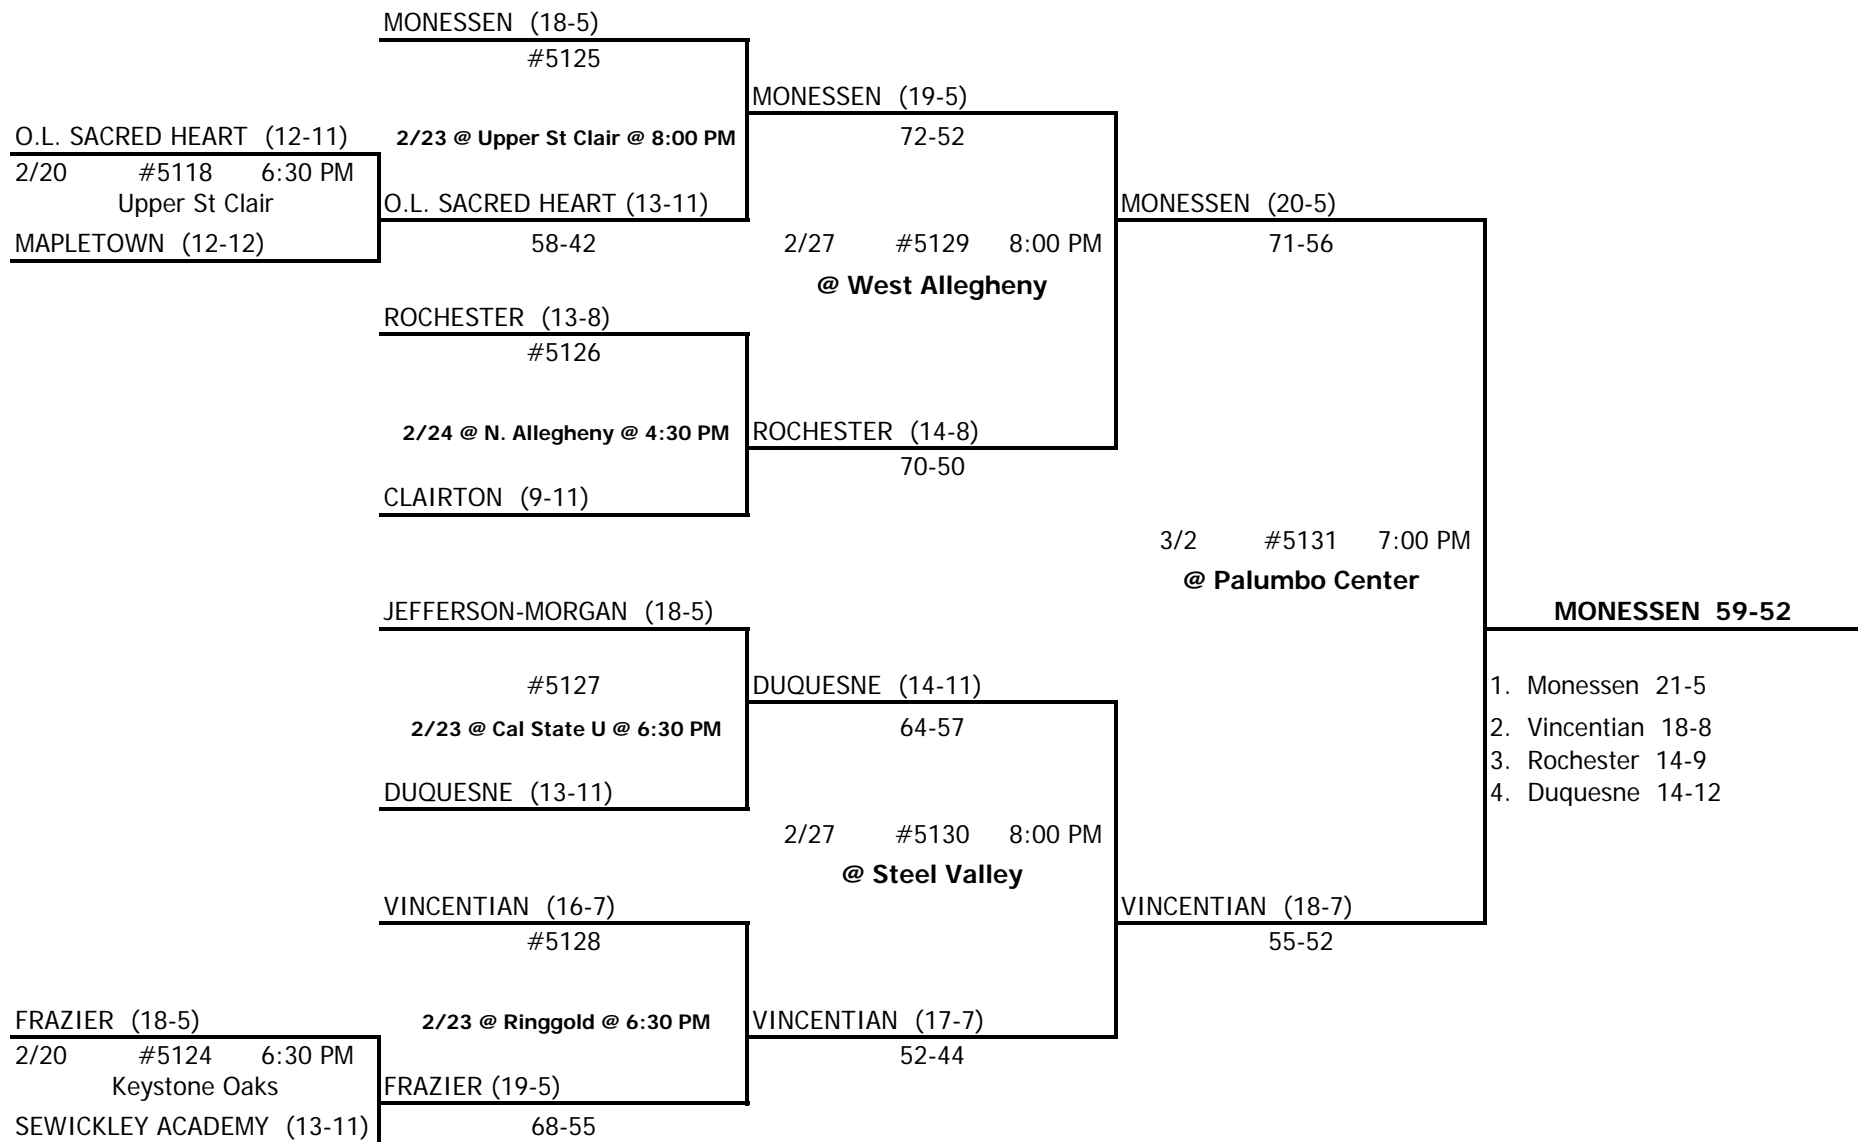 MONESSEN (18-5)
#5125
MONESSEN (19-5)
O.L. SACRED HEART (12-11)
2/23 @ Upper St Clair @ 8:00 PM
72-52
2/20 #5118 6:30 PM
Upper St Clair
O.L. SACRED HEART (13-11)
MONESSEN (20-5)
MAPLETOWN (12-12)
58-42
2/27 #5129 8:00 PM
71-56
@ West Allegheny
ROCHESTER (13-8)
#5126
2/24 @ N. Allegheny @ 4:30 PM
ROCHESTER (14-8)
70-50
CLAIRTON (9-11)
3/2 #5131 7:00 PM
@ Palumbo Center
JEFFERSON-MORGAN (18-5)
MONESSEN 59-52
#5127
DUQUESNE (14-11)
1. Monessen 21-5
2/23 @ Cal State U @ 6:30 PM
64-57
2. Vincentian 18-8
3. Rochester 14-9
DUQUESNE (13-11)
4. Duquesne 14-12
2/27 #5130 8:00 PM
@ Steel Valley
VINCENTIAN (16-7)
VINCENTIAN (18-7)
#5128
55-52
FRAZIER (18-5)
2/23 @ Ringgold @ 6:30 PM
VINCENTIAN (17-7)
2/20 #5124 6:30 PM
52-44
Keystone Oaks
FRAZIER (19-5)
SEWICKLEY ACADEMY (13-11)
68-55